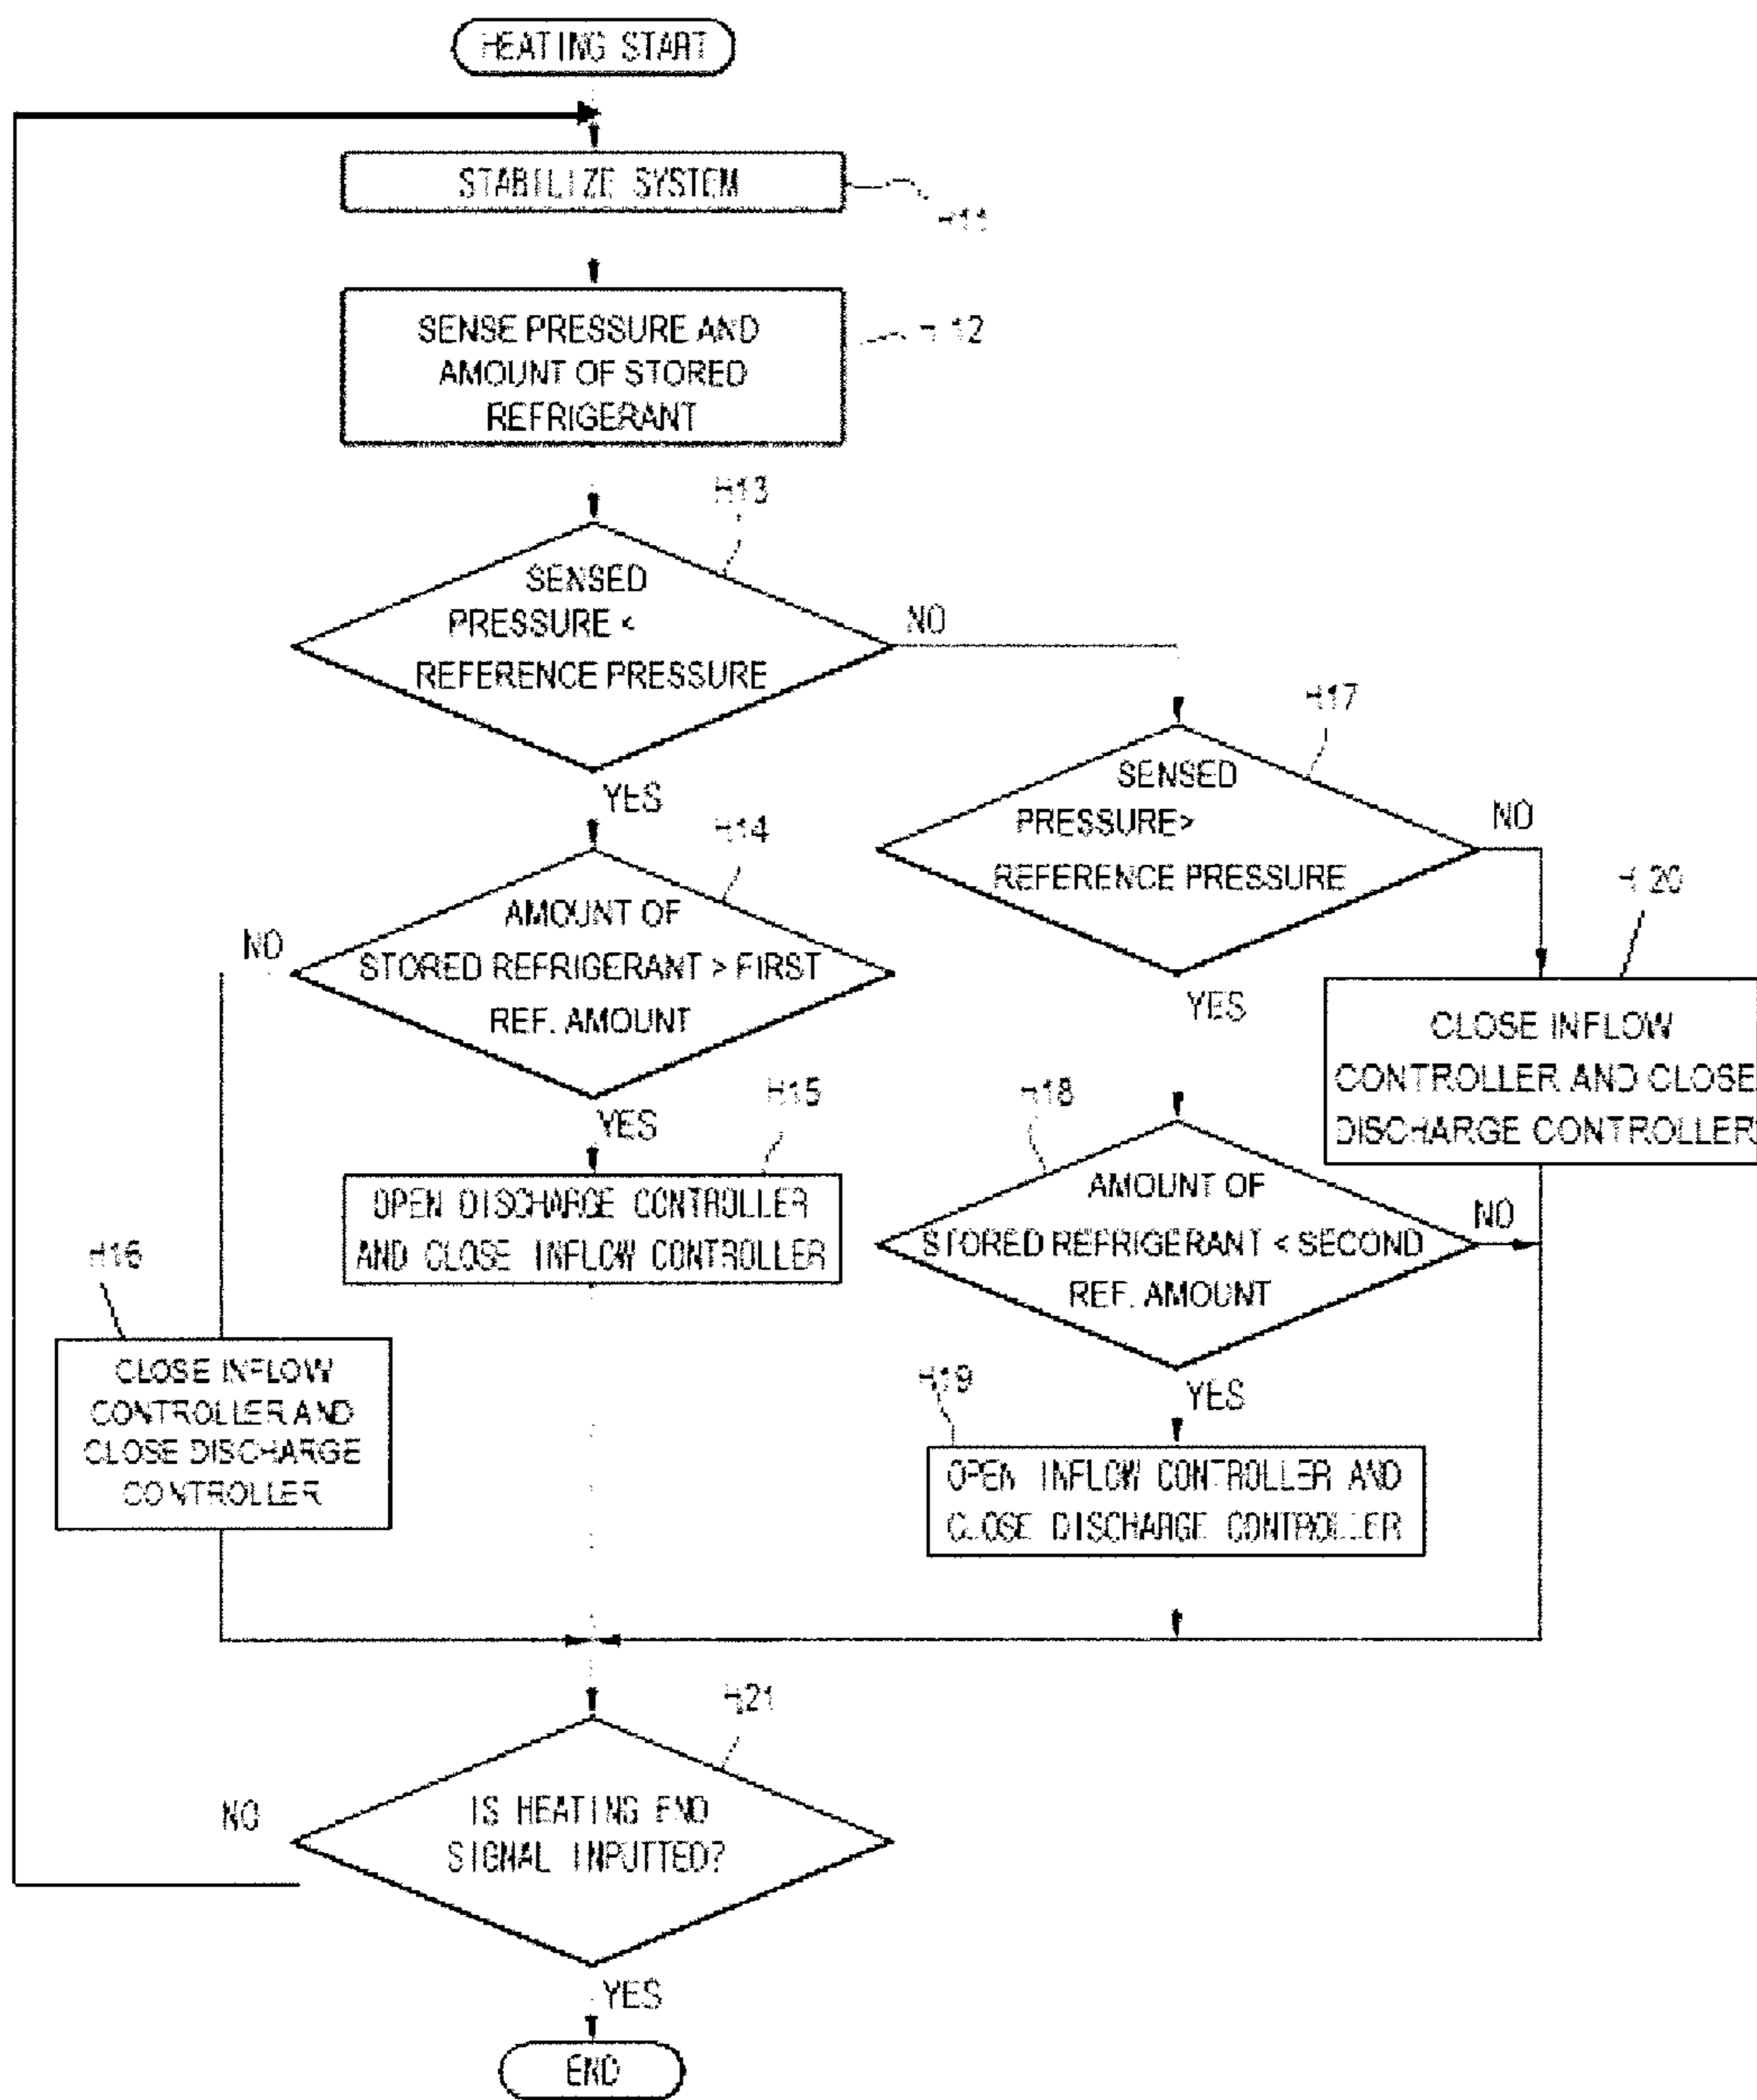 HEATING START
STABILIZE SYSTEM
H11
SENSE PRESSURE AND
AMOUNT OF STORED
REFRIGERANT
H12
H13
SENSED
PRESSURE <
REFERENCE PRESSURE
NO
YES
H17
SENSED
PRESSURE>
REFERENCE PRESSURE
NO
YES
H14
AMOUNT OF
STORED REFRIGERANT > FIRST
REF. AMOUNT
NO
YES
H20
CLOSE INFLOW
CONTROLLER AND CLOSE
DISCHARGE CONTROLLER
H15
OPEN DISCHARGE CONTROLLER
AND CLOSE INFLOW CONTROLLER
H18
AMOUNT OF
STORED REFRIGERANT < SECOND
REF. AMOUNT
NO
YES
H16
CLOSE INFLOW
CONTROLLER AND
CLOSE DISCHARGE
CONTROLLER
H19
OPEN INFLOW CONTROLLER AND
CLOSE DISCHARGE CONTROLLER
H21
IS HEATING END
SIGNAL INPUTTED?
NO
YES
END